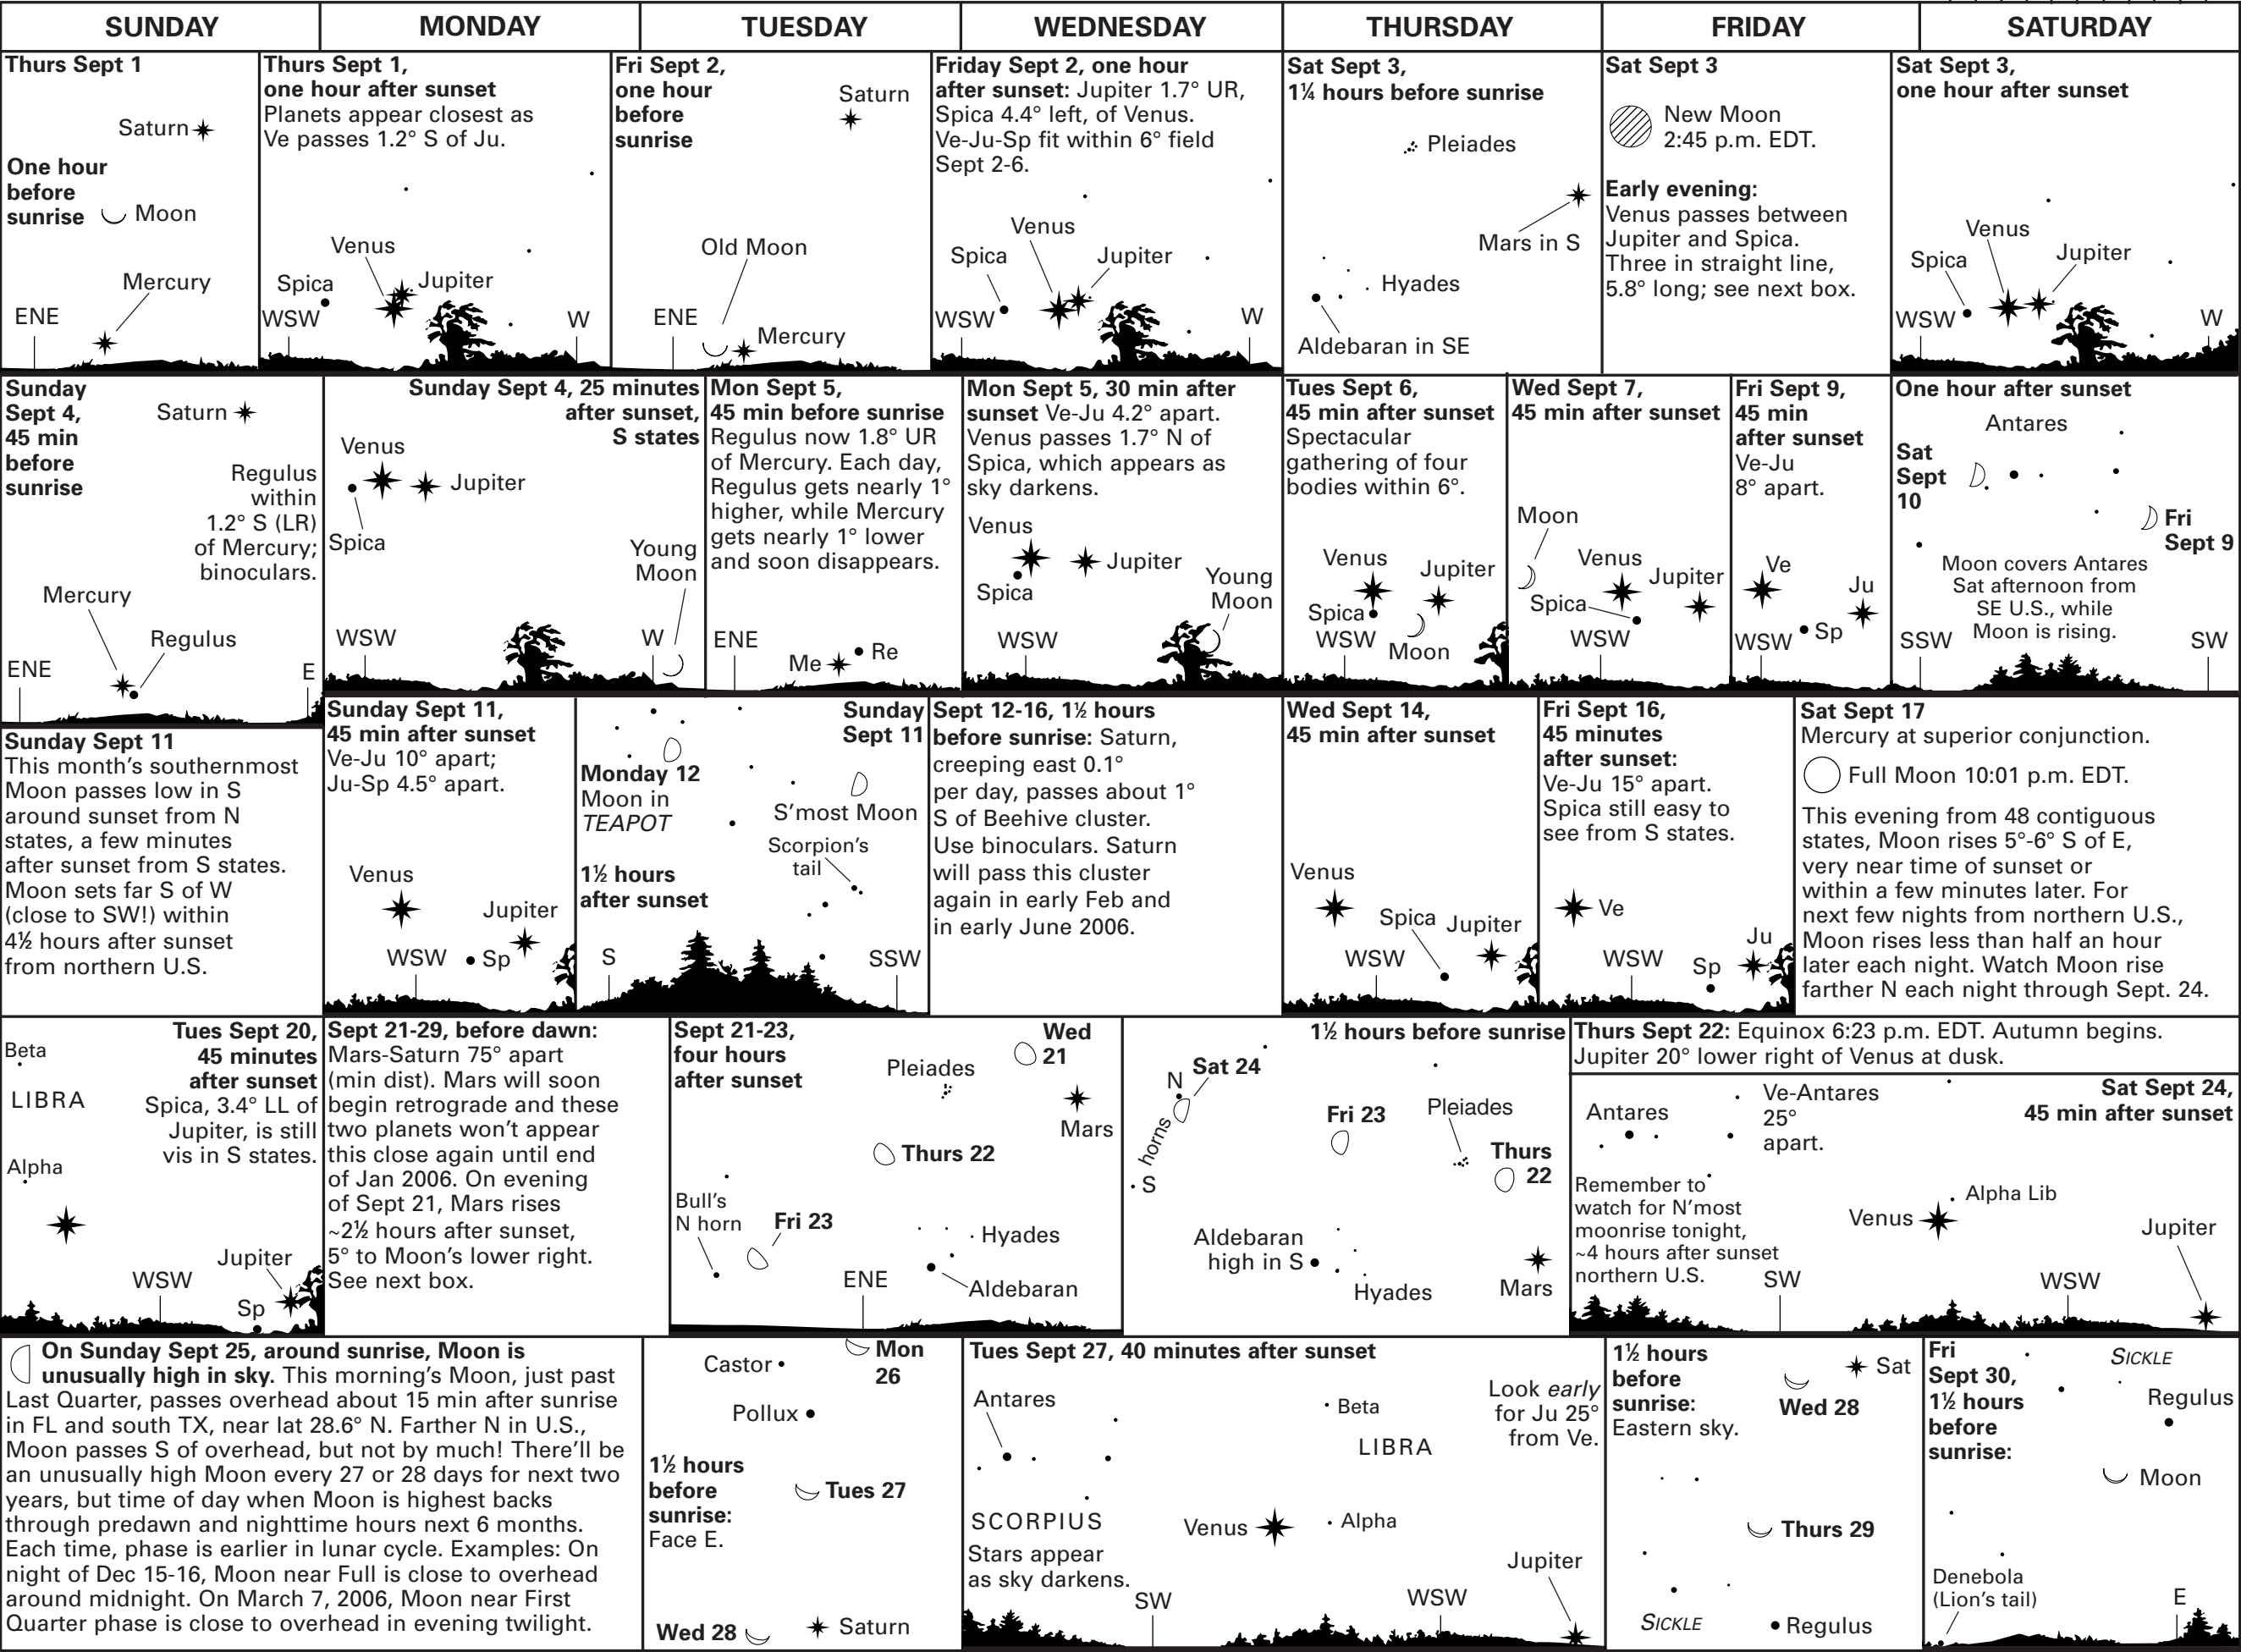 SUNDAY
MONDAY
TUESDAY
WEDNESDAY
THURSDAY
FRIDAY
SATURDAY
Thurs Sept 1
Saturn
One hour
before
sunrise
Moon
Mercury
ENE
Thurs Sept 1,
one hour after sunset
Planets appear closest as
Ve passes 1.2° S of Ju.
Venus
Spica
Jupiter
WSW
W
Fri Sept 2,
one hour
before
sunrise
Saturn
Old Moon
ENE
Mercury
Friday Sept 2, one hour
after sunset: Jupiter 1.7° UR,
Spica 4.4° left, of Venus.
Ve-Ju-Sp fit within 6° field
Sept 2-6.
Venus
Spica
Jupiter
WSW
W
Sat Sept 3,
1¼ hours before sunrise
Pleiades
Mars in S
Hyades
Aldebaran in SE
Sat Sept 3
New Moon
2:45 p.m. EDT.
Early evening:
Venus passes between
Jupiter and Spica.
Three in straight line,
5.8° long; see next box.
Sat Sept 3,
one hour after sunset
Venus
Spica
Jupiter
WSW
W
Sunday
Sept 4,
45 min
before
sunrise
Saturn
Regulus
within
1.2° S (LR)
of Mercury;
binoculars.
Mercury
Regulus
ENE
E
Sunday Sept 4, 25 minutes
after sunset,
S states
Venus
Jupiter
Spica
Young
Moon
WSW
W
Mon Sept 5,
45 min before sunrise
Regulus now 1.8° UR
of Mercury. Each day,
Regulus gets nearly 1°
higher, while Mercury
gets nearly 1° lower
and soon disappears.
ENE
Me
Re
Mon Sept 5, 30 min after
sunset Ve-Ju 4.2° apart.
Venus passes 1.7° N of
Spica, which appears as
sky darkens.
Venus
Jupiter
Spica
Young
Moon
WSW
Tues Sept 6,
45 min after sunset
Spectacular
gathering of four
bodies within 6°.
Venus
Jupiter
Spica
WSW
Moon
Wed Sept 7,
45 min after sunset
Moon
Venus
Jupiter
Spica
WSW
Fri Sept 9,
45 min
after sunset
Ve-Ju
8° apart.
Ve
Ju
Sp
WSW
One hour after sunset
Antares
Sat
Sept
10
Fri
Sept 9
Moon covers Antares
Sat afternoon from
SE U.S., while
Moon is rising.
SSW
SW
Sunday Sept 11
This month's southernmost
Moon passes low in S
around sunset from N
states, a few minutes
after sunset from S states.
Moon sets far S of W
(close to SW!) within
4½ hours after sunset
from northern U.S.
Sunday Sept 11,
45 min after sunset
Ve-Ju 10° apart;
Ju-Sp 4.5° apart.
Venus
Jupiter
WSW
Sp
Sunday
Sept 11
Monday 12
Moon in
TEAPOT
S'most Moon
Scorpion's
tail
1½ hours
after sunset
S
SSW
Sept 12-16, 1½ hours
before sunrise: Saturn,
creeping east 0.1°
per day, passes about 1°
S of Beehive cluster.
Use binoculars. Saturn
will pass this cluster
again in early Feb and
in early June 2006.
Wed Sept 14,
45 min after sunset
Venus
Spica
Jupiter
WSW
Fri Sept 16,
45 minutes
after sunset:
Ve-Ju 15° apart.
Spica still easy to
see from S states.
Ve
Ju
WSW
Sp
Sat Sept 17
Mercury at superior conjunction.
Full Moon 10:01 p.m. EDT.
This evening from 48 contiguous
states, Moon rises 5°-6° S of E,
very near time of sunset or
within a few minutes later. For
next few nights from northern U.S.,
Moon rises less than half an hour
later each night. Watch Moon rise
farther N each night through Sept. 24.
Tues Sept 20,
45 minutes
after sunset
Spica, 3.4° LL of
Jupiter, is still
vis in S states.
Beta
LIBRA
Alpha
Jupiter
WSW
Sp
Sept 21-29, before dawn:
Mars-Saturn 75° apart
(min dist). Mars will soon
begin retrograde and these
two planets won't appear
this close again until end
of Jan 2006. On evening
of Sept 21, Mars rises
~2½ hours after sunset,
5° to Moon's lower right.
See next box.
Sept 21-23,
four hours
after sunset
Wed
21
Pleiades
Mars
Thurs 22
Bull's
N horn
Fri 23
Hyades
ENE
Aldebaran
1½ hours before sunrise
N
Sat 24
horns
S
Fri 23
Pleiades
Thurs
22
Aldebaran
high in S
Hyades
Mars
Thurs Sept 22: Equinox 6:23 p.m. EDT. Autumn begins.
Jupiter 20° lower right of Venus at dusk.
Sat Sept 24,
45 min after sunset
Antares
Ve-Antares
25°
apart.
Remember to
watch for N'most
moonrise tonight,
~4 hours after sunset
northern U.S.
Alpha Lib
Venus
Jupiter
SW
WSW
On Sunday Sept 25, around sunrise, Moon is
unusually high in sky. This morning's Moon, just past
Last Quarter, passes overhead about 15 min after sunrise
in FL and south TX, near lat 28.6° N. Farther N in U.S.,
Moon passes S of overhead, but not by much! There'll be
an unusually high Moon every 27 or 28 days for next two
years, but time of day when Moon is highest backs
through predawn and nighttime hours next 6 months.
Each time, phase is earlier in lunar cycle. Examples: On
night of Dec 15-16, Moon near Full is close to overhead
around midnight. On March 7, 2006, Moon near First
Quarter phase is close to overhead in evening twilight.
Mon
26
Castor
Pollux
1½ hours
before
sunrise:
Face E.
Tues 27
Wed 28
Saturn
Tues Sept 27, 40 minutes after sunset
Look early
for Ju 25°
from Ve.
Antares
Beta
LIBRA
SCORPIUS
Stars appear
as sky darkens.
Venus
Alpha
Jupiter
SW
WSW
1½ hours
before
sunrise:
Eastern sky.
Sat
Wed 28
Thurs 29
SICKLE
Regulus
Fri
Sept 30,
1½ hours
before
sunrise:
SICKLE
Regulus
Moon
Denebola
(Lion's tail)
E